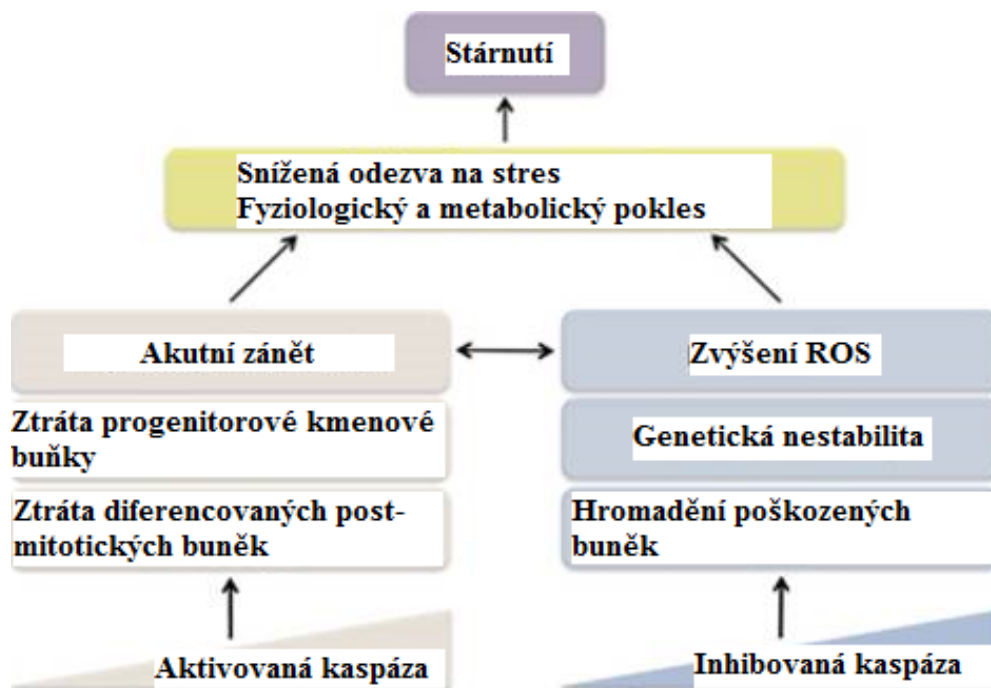 Stárnutí
Snížená odezva na stres
Fyziologický a metabolický pokles
Akutní zánět
Zvýšení ROS
Ztráta progenitorové kmenové
buňky
Genetická nestabilita
Ztráta diferencovaných post-
mitotických buněk
Hromadění poškozených
buněk
Aktivovaná kaspáza
Inhibovaná kaspáza